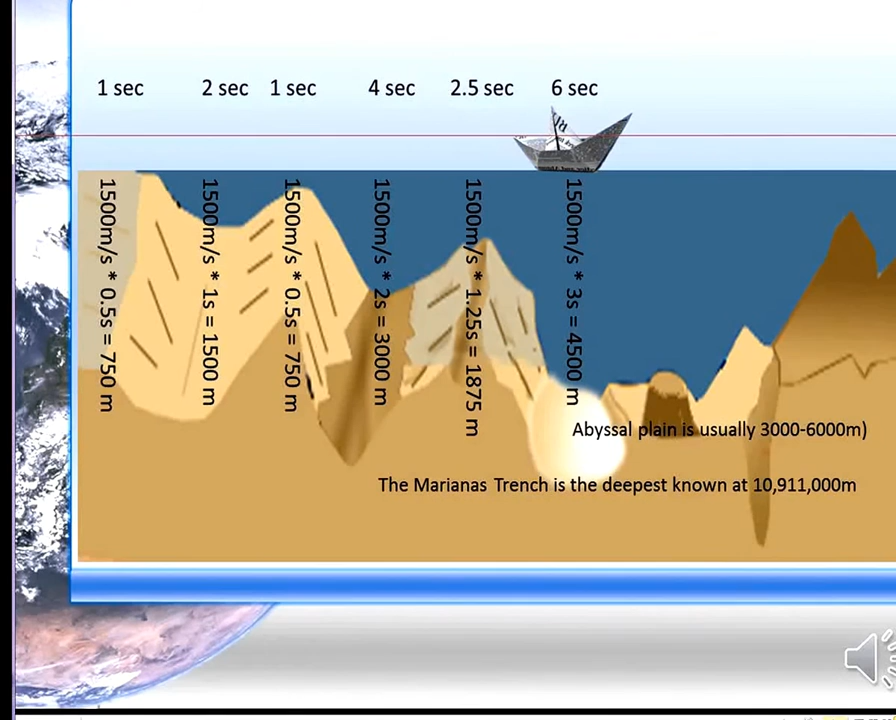 1 sec
2 sec
1 sec
4 sec
2.5 sec
6 sec
1500m/s * 0.5s = 750 m
1500m/s * 1s = 1500 m
1500m/s * 0.5s = 750 m
1500m/s * 2s = 3000 m
1500m/s * 1.25s = 1875 m
1500m/s * 3s = 4500 m
Abyssal plain is usually 3000-6000m)
The Marianas Trench is the deepest known at 10,911,000m